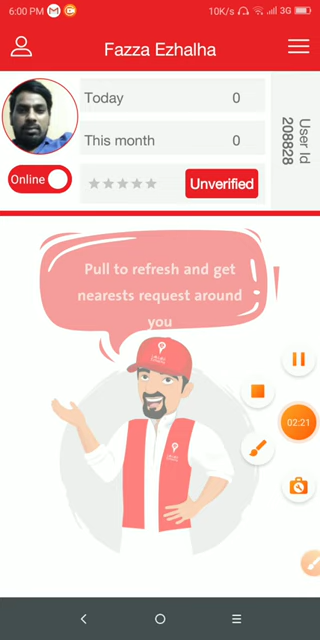 6:00 PM
10K/s
3G
Fazza Ezhalha
Today 0
This month 0
User Id
208828
Online
Unverified
Pull to refresh and get
nearests request around
you
02:21